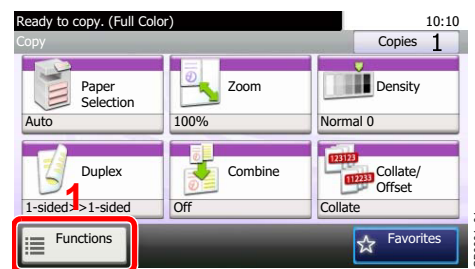 Ready to copy. (Full Color) 10:10
Copy Copies 1
Paper Selection Zoom Density
Auto 100% Normal 0
123123
112233
Duplex Combine Collate/ Offset
1
1-sided>>1-sided Off Collate
Functions Favorites